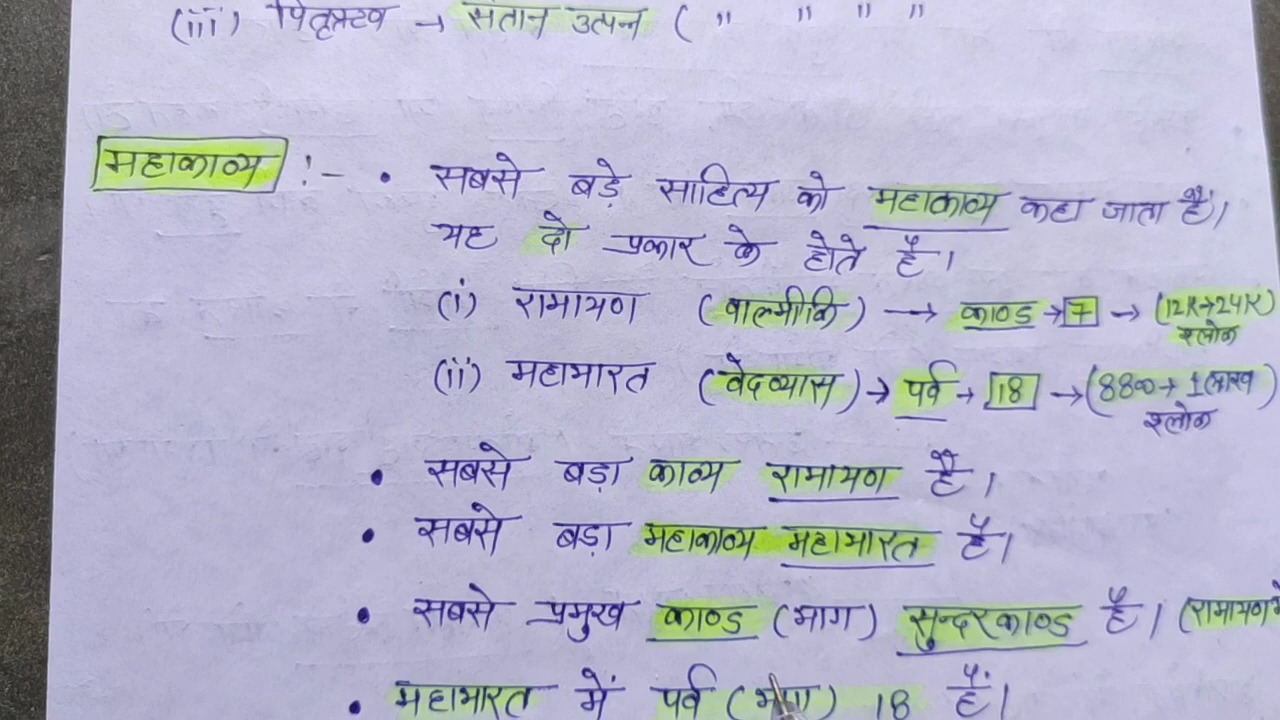 (iii) पितृऋण → संतान उत्पन्न ( " " " "
महाकाव्य :- • सबसे बड़े साहित्य को महाकाव्य कहा जाता है।
यह दो प्रकार के होते है।
(i) रामायण (वाल्मीकि) → काण्ड → 7 → (12K→24K)
श्लोक
(ii) महाभारत (वेदव्यास) → पर्व → 18 → (8800 → 1 लाख)
श्लोक
• सबसे बड़ा काव्य रामायण है।
• सबसे बड़ा महाकाव्य महाभारत है।
• सबसे प्रमुख काण्ड (भाग) सुन्दरकाण्ड है। (रामायण
• महाभारत में पर्व (भाग) 18 हैं।